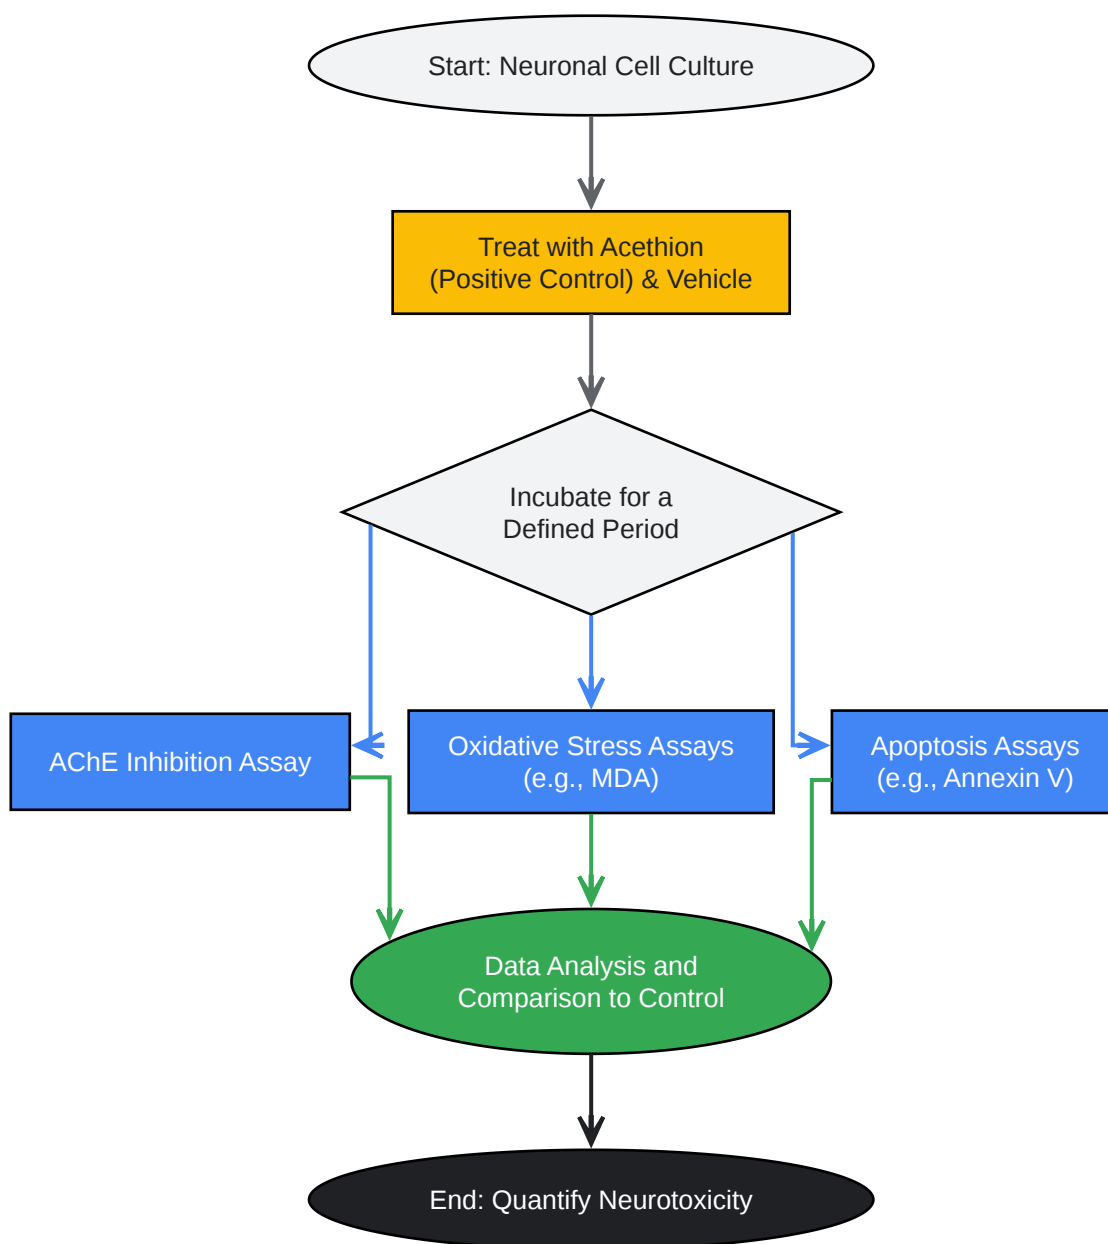 Start: Neuronal Cell Culture
Treat with Acethion
(Positive Control) & Vehicle
Incubate for a
Defined Period
AChE Inhibition Assay
Oxidative Stress Assays
(e.g., MDA)
Apoptosis Assays
(e.g., Annexin V)
Data Analysis and
Comparison to Control
End: Quantify Neurotoxicity